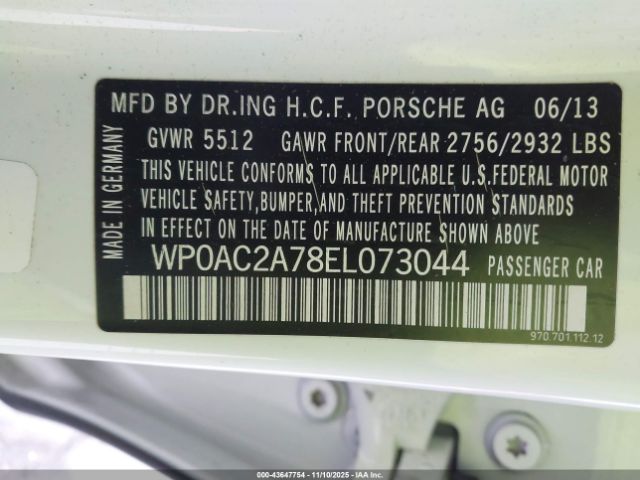 MFD BY DR.ING H.C.F. PORSCHE AG 06/13
GVWR 5512 GAWR FRONT/REAR 2756/2932 LBS
THIS VEHICLE CONFORMS TO ALL APPLICABLE U.S.FEDERAL MOTOR
VEHICLE SAFETY,BUMPER,AND THEFT PREVENTION STANDARDS
IN EFFECT ON THE DATE OF MANUFACTURE SHOWN ABOVE
WP0AC2A78EL073044 PASSENGER CAR
970.701.112.12
MADE IN GERMANY
000-43647754 - 11/10/2025 - IAAI.COM